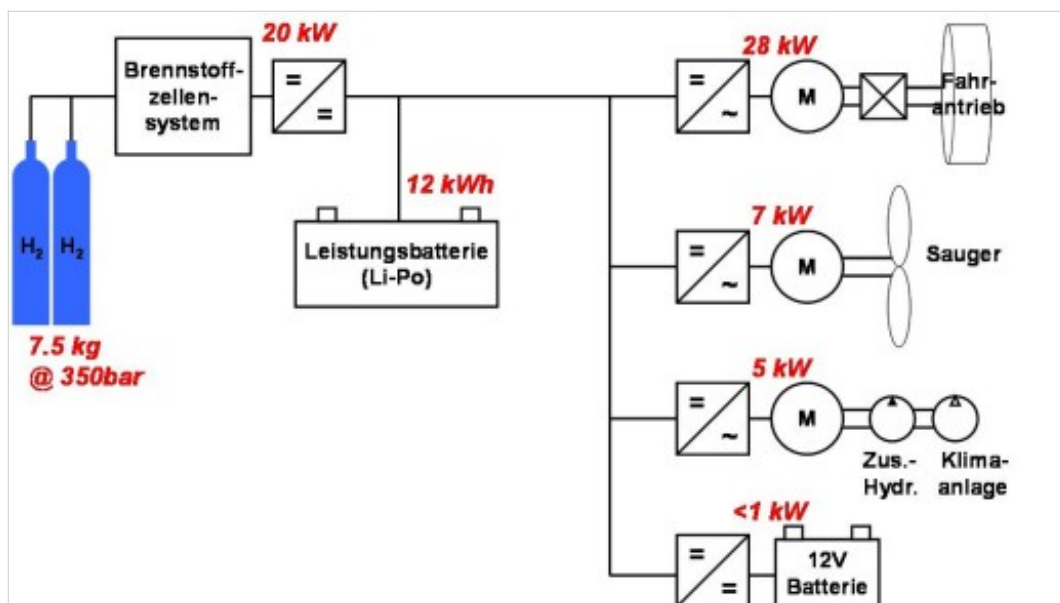 20 kW
Brennstoff-
zellen-
system
=
=
H2
H2
7.5 kg
@ 350bar
12 kWh
Leistungsbatterie
(Li-Po)
28 kW
=
~
M
Fahr-
antrieb
7 kW
=
~
M
Sauger
5 kW
=
~
M
Zus.-
Hydr.
Klima-
anlage
<1 kW
=
=
12V
Batterie